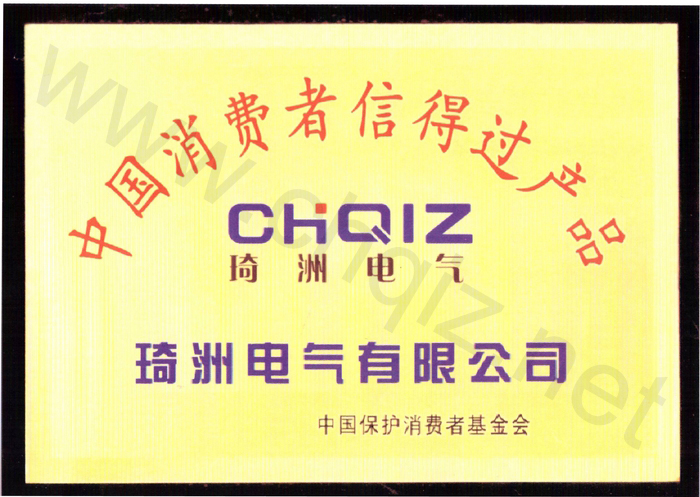 中国消费者信得过产品
CHQIZ
琦洲电气
琦洲电气有限公司
中国保护消费者基金会
www.chqiz.net